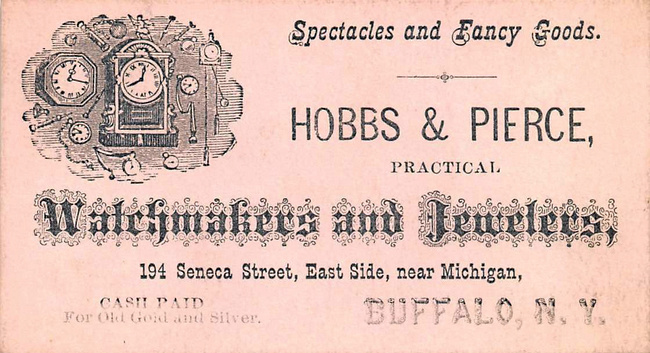 Spectacles and Fancy Goods.
HOBBS & PIERCE,
PRACTICAL
Watchmakers and Jewelers,
194 Seneca Street, East Side, near Michigan,
CASH PAID
For Old Gold and Silver.
BUFFALO, N. Y.